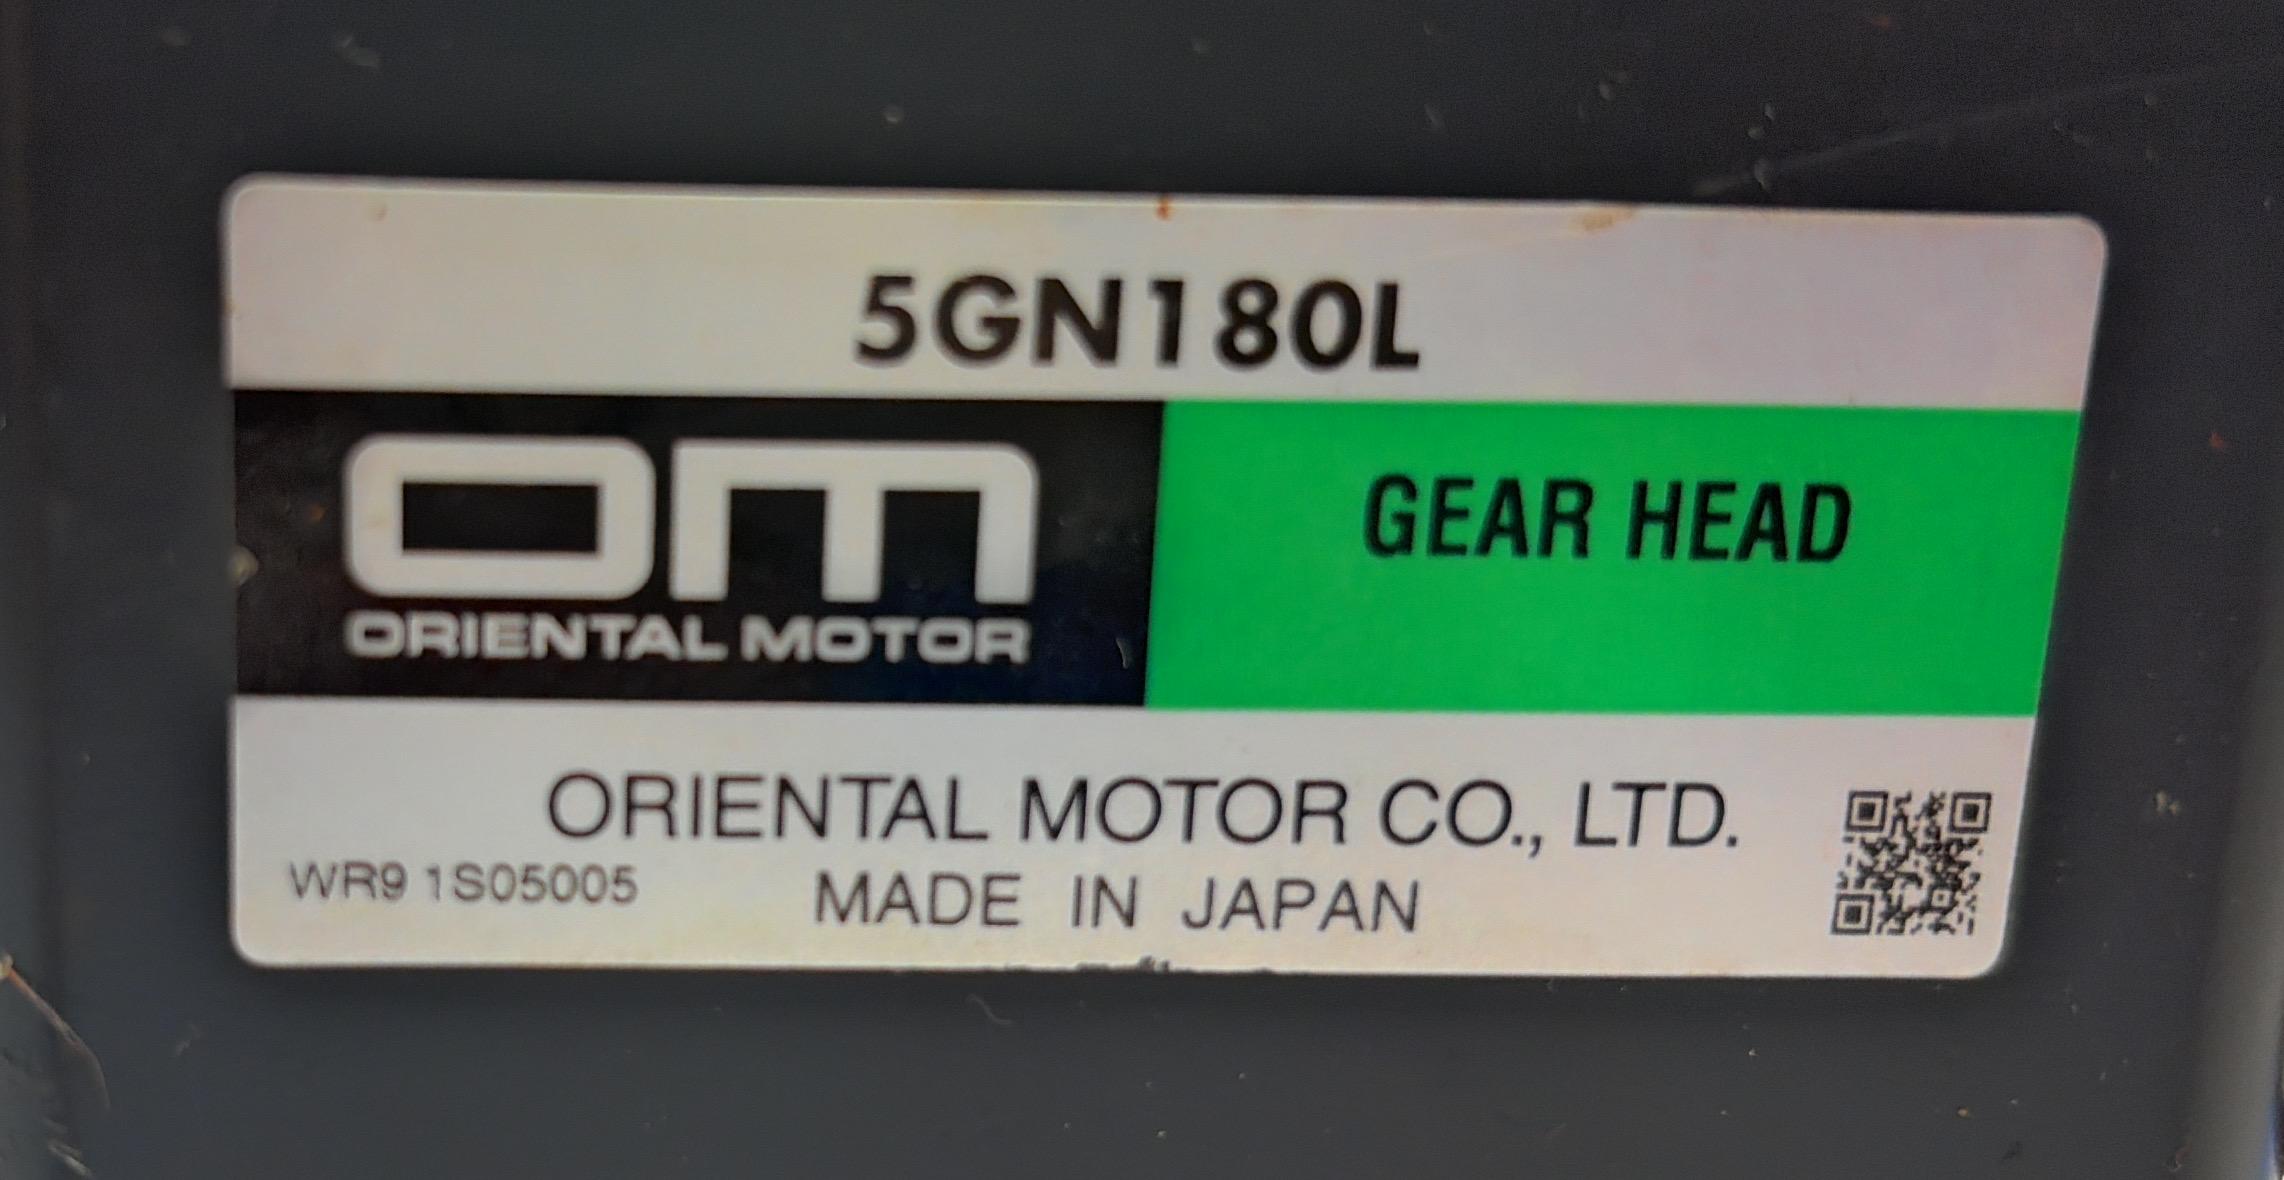 5GN180L
om
ORIENTAL MOTOR
GEAR HEAD
ORIENTAL MOTOR CO., LTD.
WR9 1S05005
MADE IN JAPAN